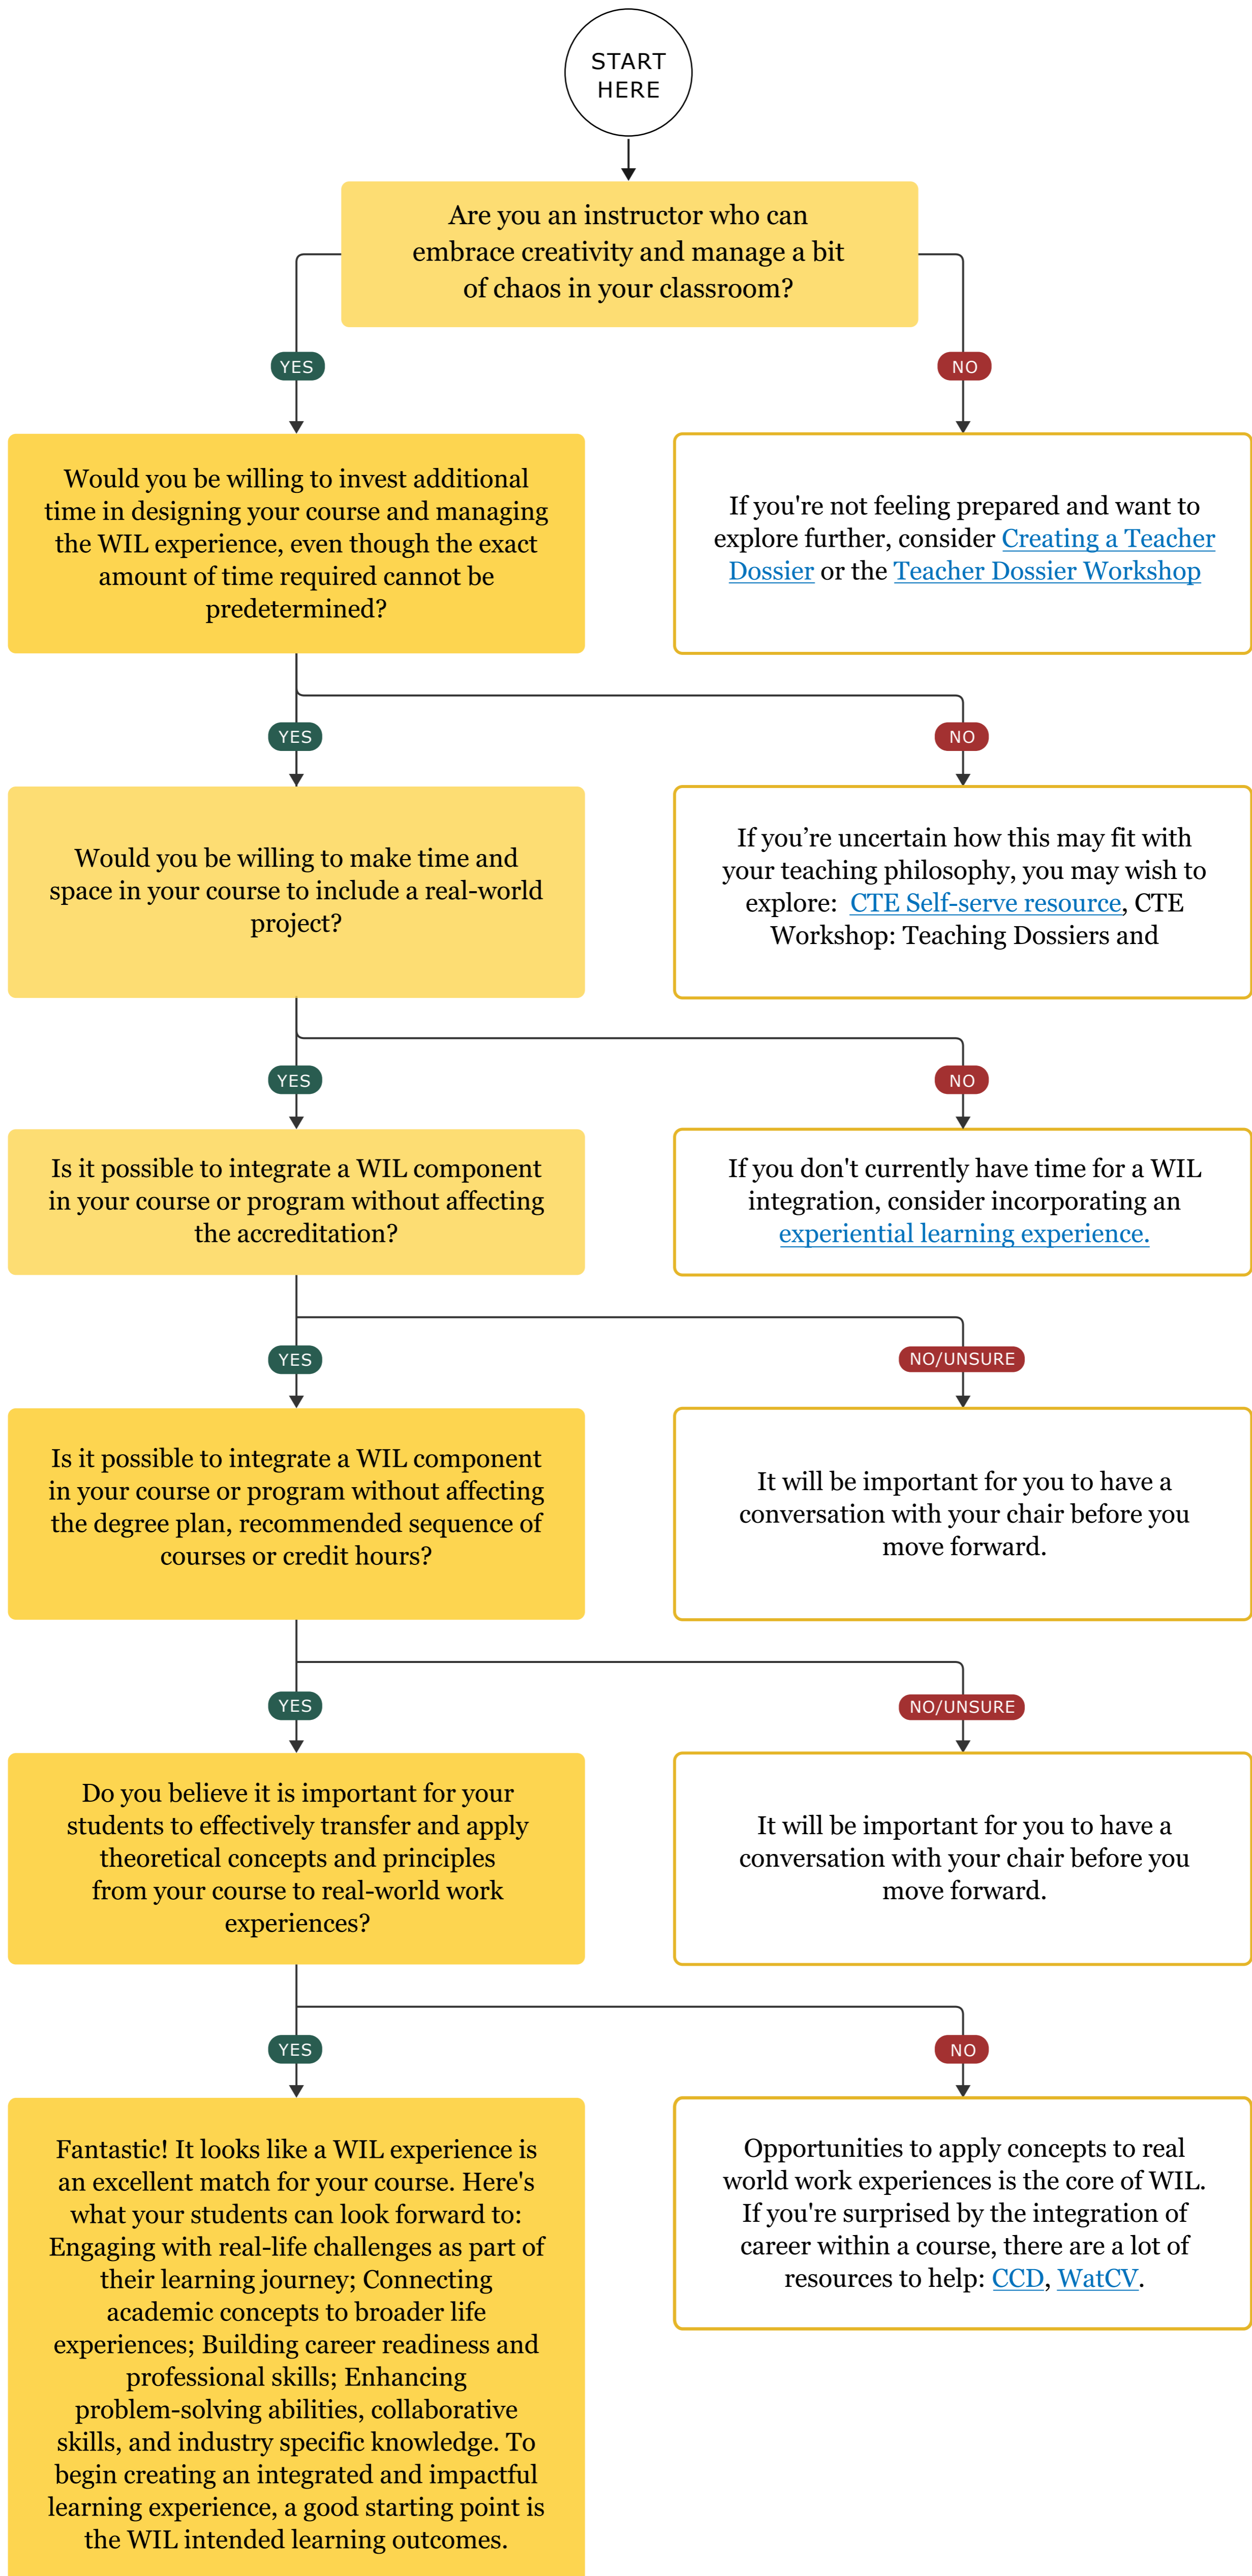 START
HERE
Are you an instructor who can
embrace creativity and manage a bit
of chaos in your classroom?
YES
NO
Would you be willing to invest additional
time in designing your course and managing
the WIL experience, even though the exact
amount of time required cannot be
predetermined?
If you're not feeling prepared and want to
explore further, consider Creating a Teacher
Dossier or the Teacher Dossier Workshop
YES
NO
Would you be willing to make time and
space in your course to include a real-world
project?
If you’re uncertain how this may fit with
your teaching philosophy, you may wish to
explore: CTE Self-serve resource, CTE
Workshop: Teaching Dossiers and
YES
NO
Is it possible to integrate a WIL component
in your course or program without affecting
the accreditation?
If you don't currently have time for a WIL
integration, consider incorporating an
experiential learning experience.
YES
NO/UNSURE
Is it possible to integrate a WIL component
in your course or program without affecting
the degree plan, recommended sequence of
courses or credit hours?
It will be important for you to have a
conversation with your chair before you
move forward.
YES
NO/UNSURE
Do you believe it is important for your
students to effectively transfer and apply
theoretical concepts and principles
from your course to real-world work
experiences?
It will be important for you to have a
conversation with your chair before you
move forward.
YES
NO
Fantastic! It looks like a WIL experience is
an excellent match for your course. Here's
what your students can look forward to:
Engaging with real-life challenges as part of
their learning journey; Connecting
academic concepts to broader life
experiences; Building career readiness and
professional skills; Enhancing
problem-solving abilities, collaborative
skills, and industry specific knowledge. To
begin creating an integrated and impactful
learning experience, a good starting point is
the WIL intended learning outcomes.
Opportunities to apply concepts to real
world work experiences is the core of WIL.
If you're surprised by the integration of
career within a course, there are a lot of
resources to help: CCD, WatCV.